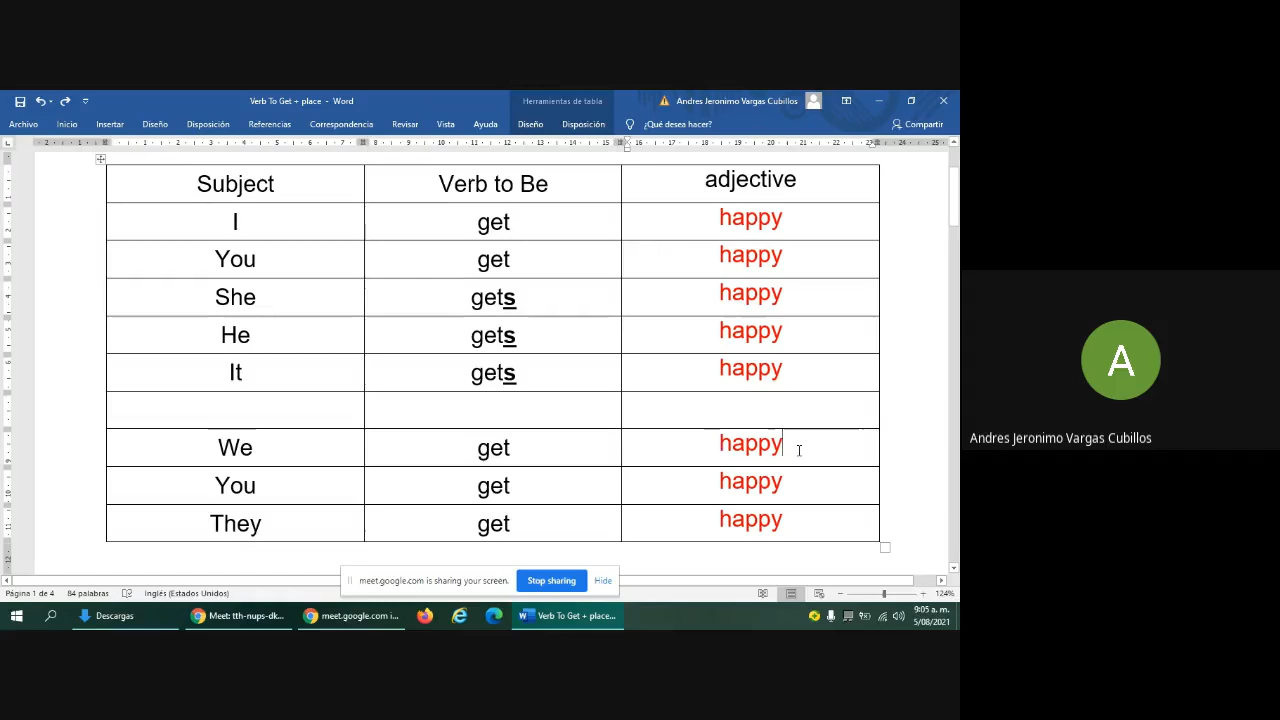 Verb To Get + place - Word
Herramientas de tabla
Andres Jeronimo Vargas Cubillos
Archivo Inicio Insertar Diseño Disposición Referencias Correspondencia Revisar Vista Ayuda Diseño Disposición ¿Qué desea hacer? Compartir
Subject Verb to Be adjective
I get happy
You get happy
She gets happy
He gets happy
It gets happy
We get happy
You get happy
They get happy
A
Andres Jeronimo Vargas Cubillos
meet.google.com is sharing your screen. Stop sharing Hide
Página 1 de 4 84 palabras Inglés (Estados Unidos) 124%
Descargas Meet: tth-nups-dk... meet.google.com i... Verb To Get + place... 9:05 a. m.
5/08/2021